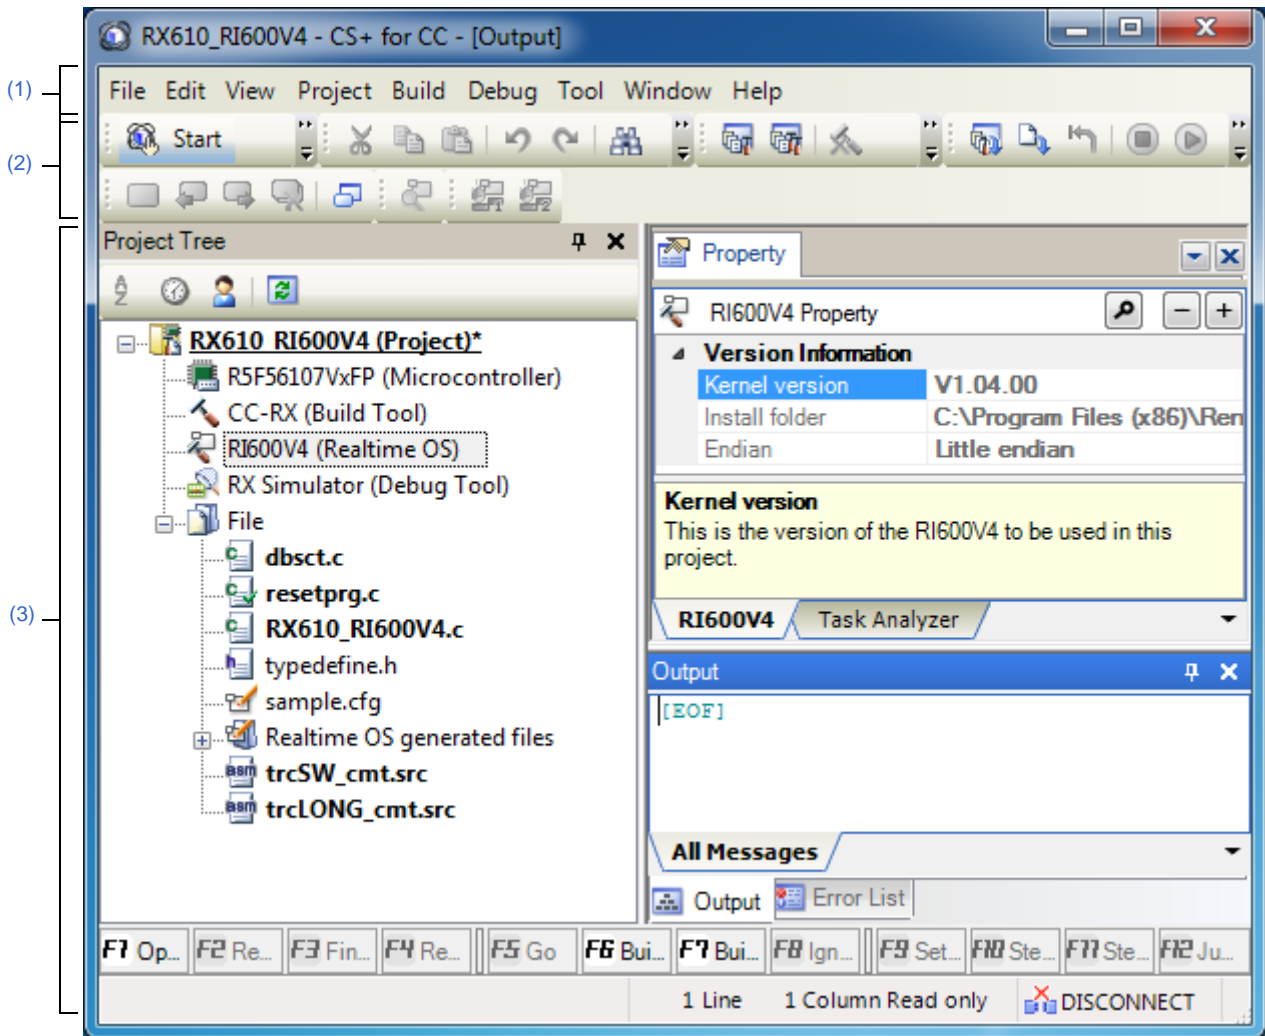 RX610_RI600V4 - CS+ for CC - [Output]
(1)
File Edit View Project Build Debug Tool Window Help
(2)
Start
(3)
Project Tree
RX610_RI600V4 (Project)*
R5F56107VxFP (Microcontroller)
CC-RX (Build Tool)
RI600V4 (Realtime OS)
RX Simulator (Debug Tool)
File
dbsct.c
resetprg.c
RX610_RI600V4.c
typedefine.h
sample.cfg
Realtime OS generated files
trcSW_cmt.src
trcLONG_cmt.src
Property
RI600V4 Property
Version Information
Kernel version V1.04.00
Install folder C:\Program Files (x86)\Ren
Endian Little endian
Kernel version
This is the version of the RI600V4 to be used in this
project.
RI600V4 Task Analyzer
Output
[EOF]
All Messages
Output Error List
F1 Op... F2 Re... F3 Fin... F4 Re... F5 Go F6 Bui... F7 Bui... F8 Ign... F9 Set... F10 Ste... F11 Ste... F12 Ju...
1 Line 1 Column Read only DISCONNECT